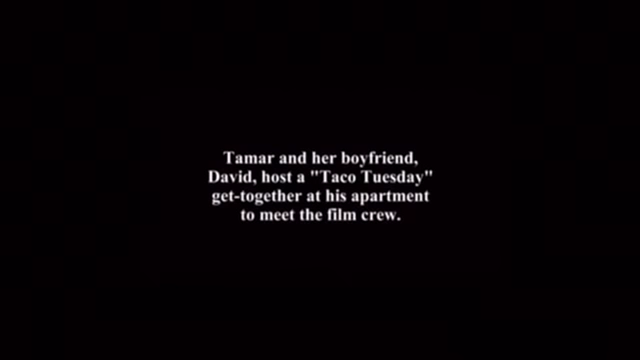 Tamar and her boyfriend,
David, host a "Taco Tuesday"
get-together at his apartment
to meet the film crew.